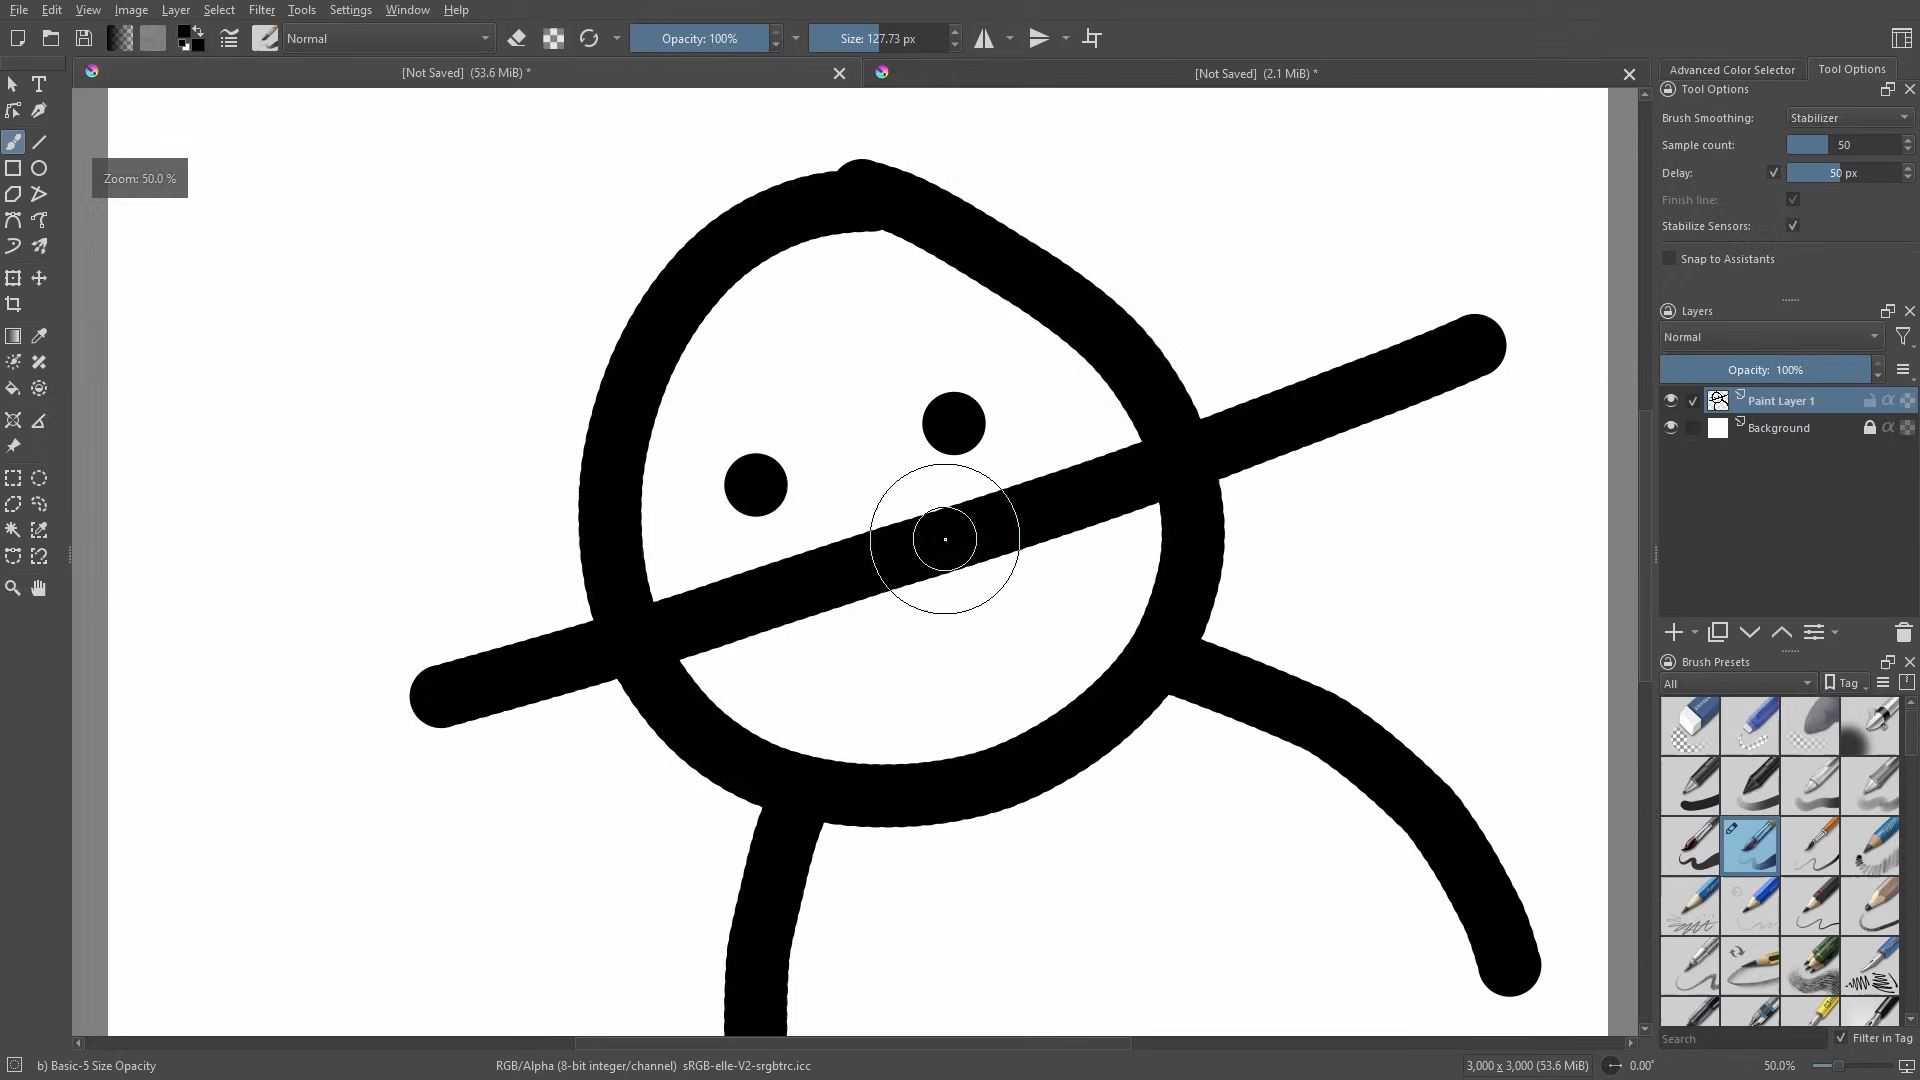 File Edit View Image Layer Select Filter Tools Settings Window Help
Normal
Opacity: 100%
Size: 127.73 px
[Not Saved] (53.6 MiB) *
[Not Saved] (2.1 MiB) *
Zoom: 50.0 %
Advanced Color Selector
Tool Options
Tool Options
Brush Smoothing: Stabilizer
Sample count: 50
Delay: 50 px
Finish line:
Stabilize Sensors:
Snap to Assistants
Layers
Normal
Opacity: 100%
Paint Layer 1
Background
Brush Presets
All
Tag
Search
Filter in Tag
b) Basic-5 Size Opacity
RGB/Alpha (8-bit integer/channel) sRGB-elle-V2-srgbtrc.icc
3,000 x 3,000 (53.6 MiB)
0.00°
50.0%